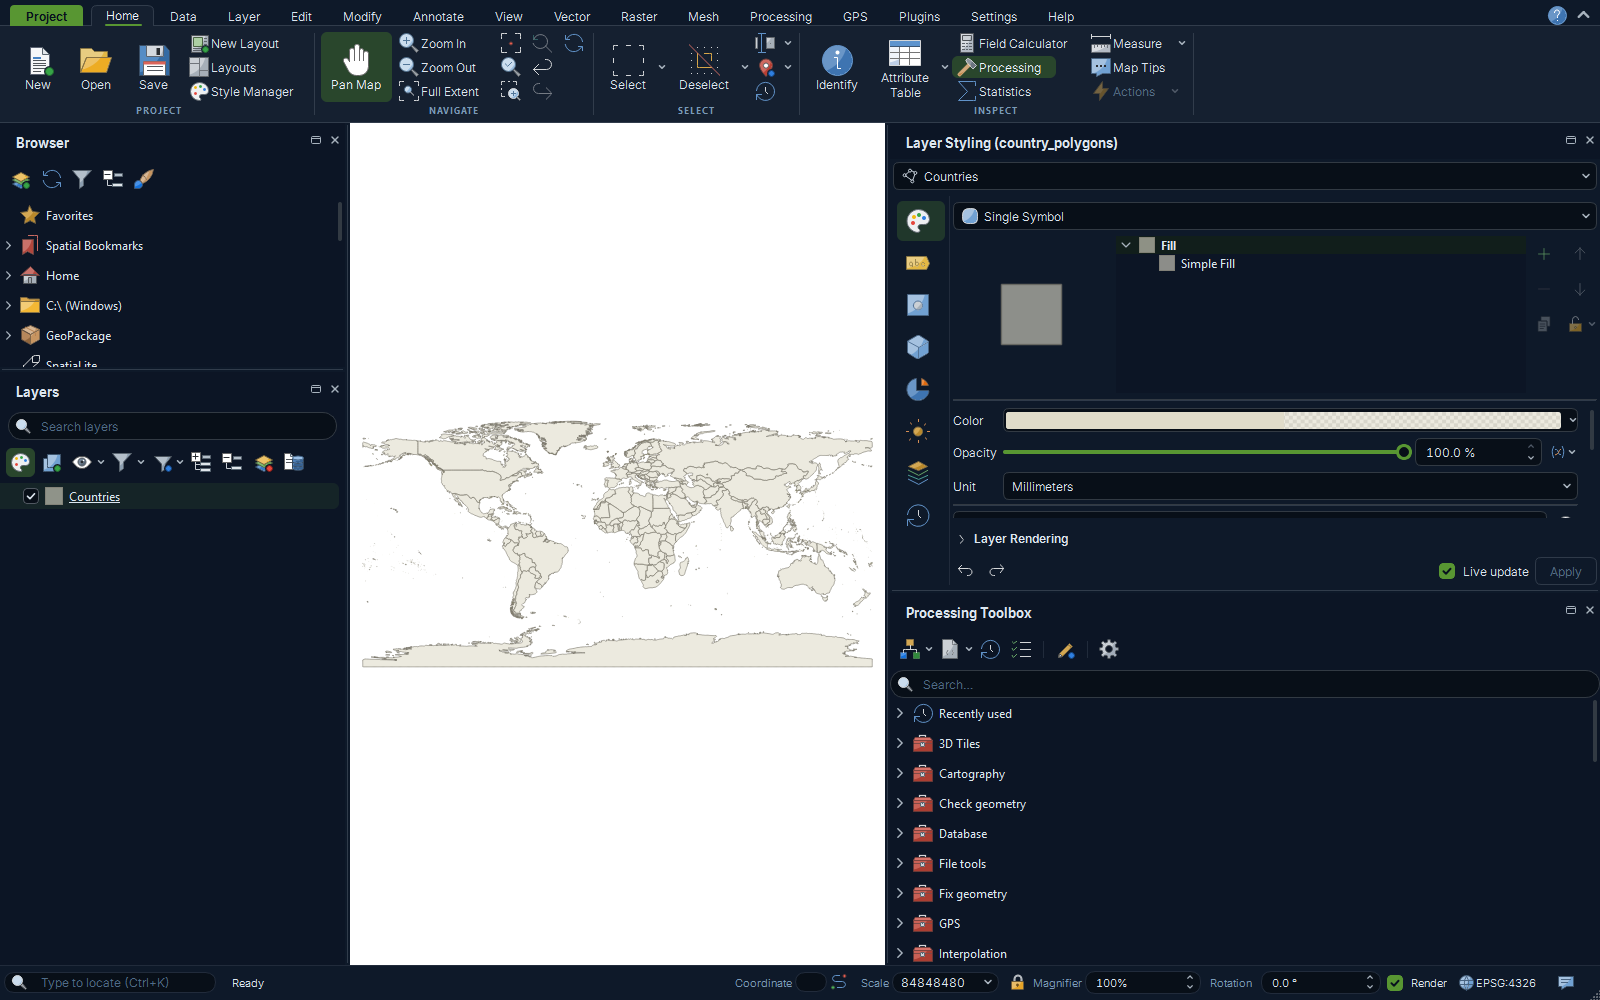 Project Home Data Layer Edit Modify Annotate View Vector Raster Mesh Processing GPS Plugins Settings Help
New Open Save New Layout Layouts Style Manager
PROJECT
Pan Map Zoom In Zoom Out Full Extent
NAVIGATE
Select Deselect
SELECT
Identify Attribute Table Field Calculator Processing Statistics Measure Map Tips Actions
INSPECT
Browser
Favorites
Spatial Bookmarks
Home
C:\ (Windows)
GeoPackage
SpatiaLite
Layers
Search layers
Countries
Layer Styling (country_polygons)
Countries
abc
Single Symbol
Fill
Simple Fill
Color
Opacity 100.0 %
Unit Millimeters
Layer Rendering
Live update Apply
Processing Toolbox
Search...
Recently used
3D Tiles
Cartography
Check geometry
Database
File tools
Fix geometry
GPS
Interpolation
Type to locate (Ctrl+K) Ready Coordinate Scale 84848480 Magnifier 100% Rotation 0.0 ° Render EPSG:4326